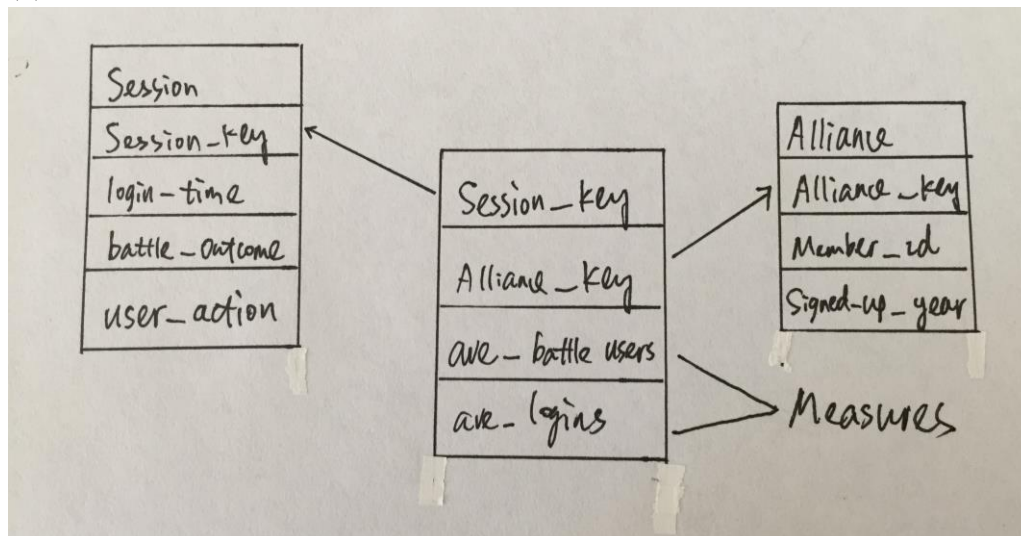 Session
Session_key
login-time
battle_outcome
user_action
Session_key
Alliance_key
ave_battle users
ave_logins
Alliance
Alliance_key
Member_id
Signed-up_year
Measures